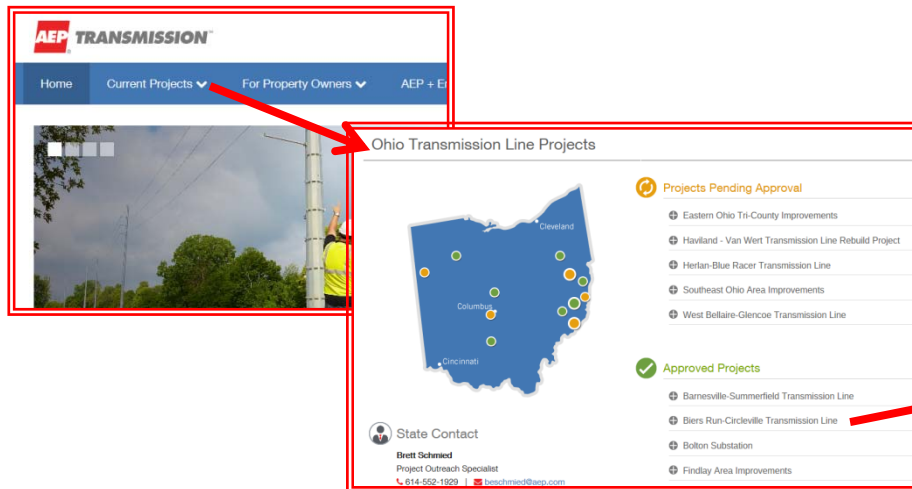 AEP TRANSMISSION
Home Current Projects For Property Owners
Ohio Transmission Line Projects
Cleveland
Columbus
Cincinnati
State Contact
Brett Schmied
Project Outreach Specialist
614-552-1929 | beschmied@aep.com
Projects Pending Approval
Eastern Ohio Tri-County Improvements
Haviland - Van Wert Transmission Line Rebuild Project
Herlan-Blue Racer Transmission Line
Southeast Ohio Area Improvements
West Bellaire-Glencoe Transmission Line
Approved Projects
Barnesville-Summerfield Transmission Line
Biers Run-Circleville Transmission Line
Bolton Substation
Findlay Area Improvements